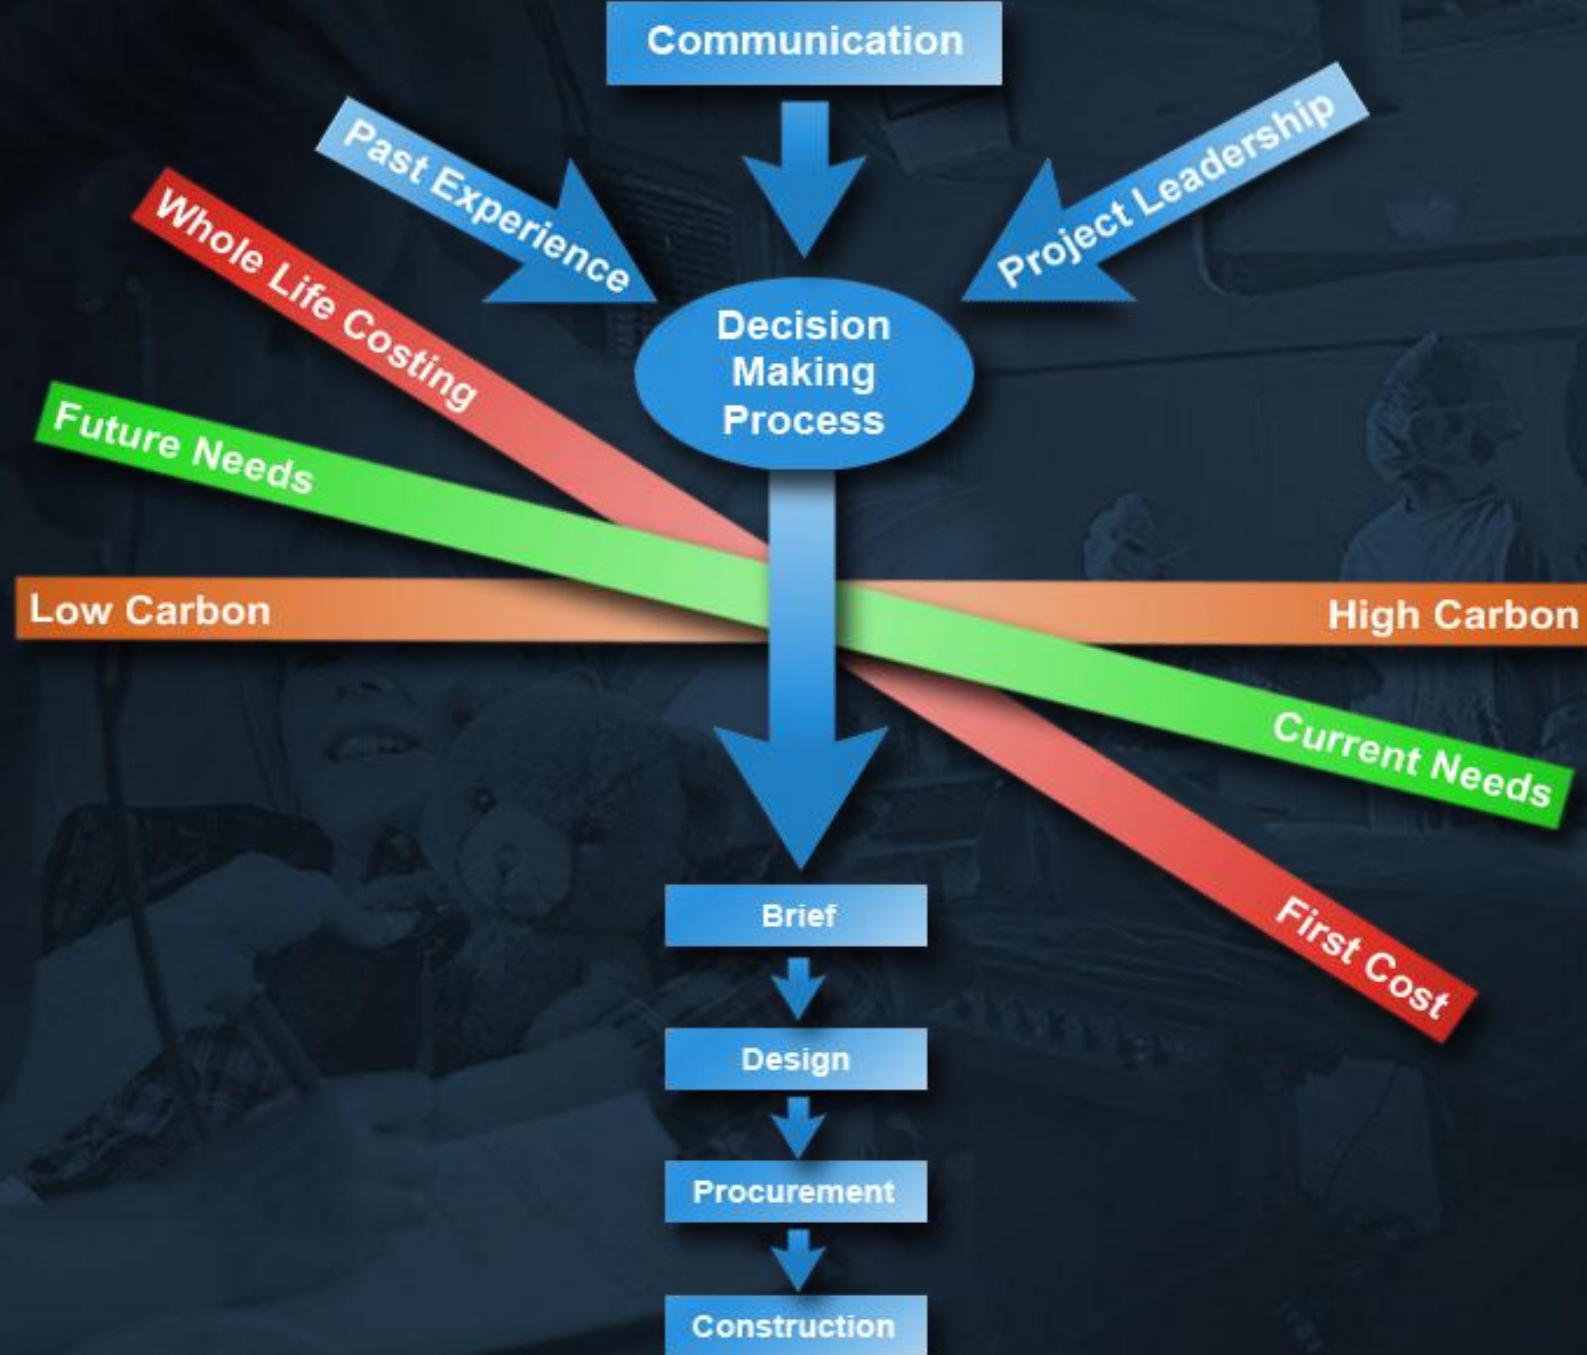 Communication
Past Experience
Project Leadership
Whole Life Costing
Decision
Making
Process
Future Needs
Low Carbon
High Carbon
Current Needs
First Cost
Brief
Design
Procurement
Construction